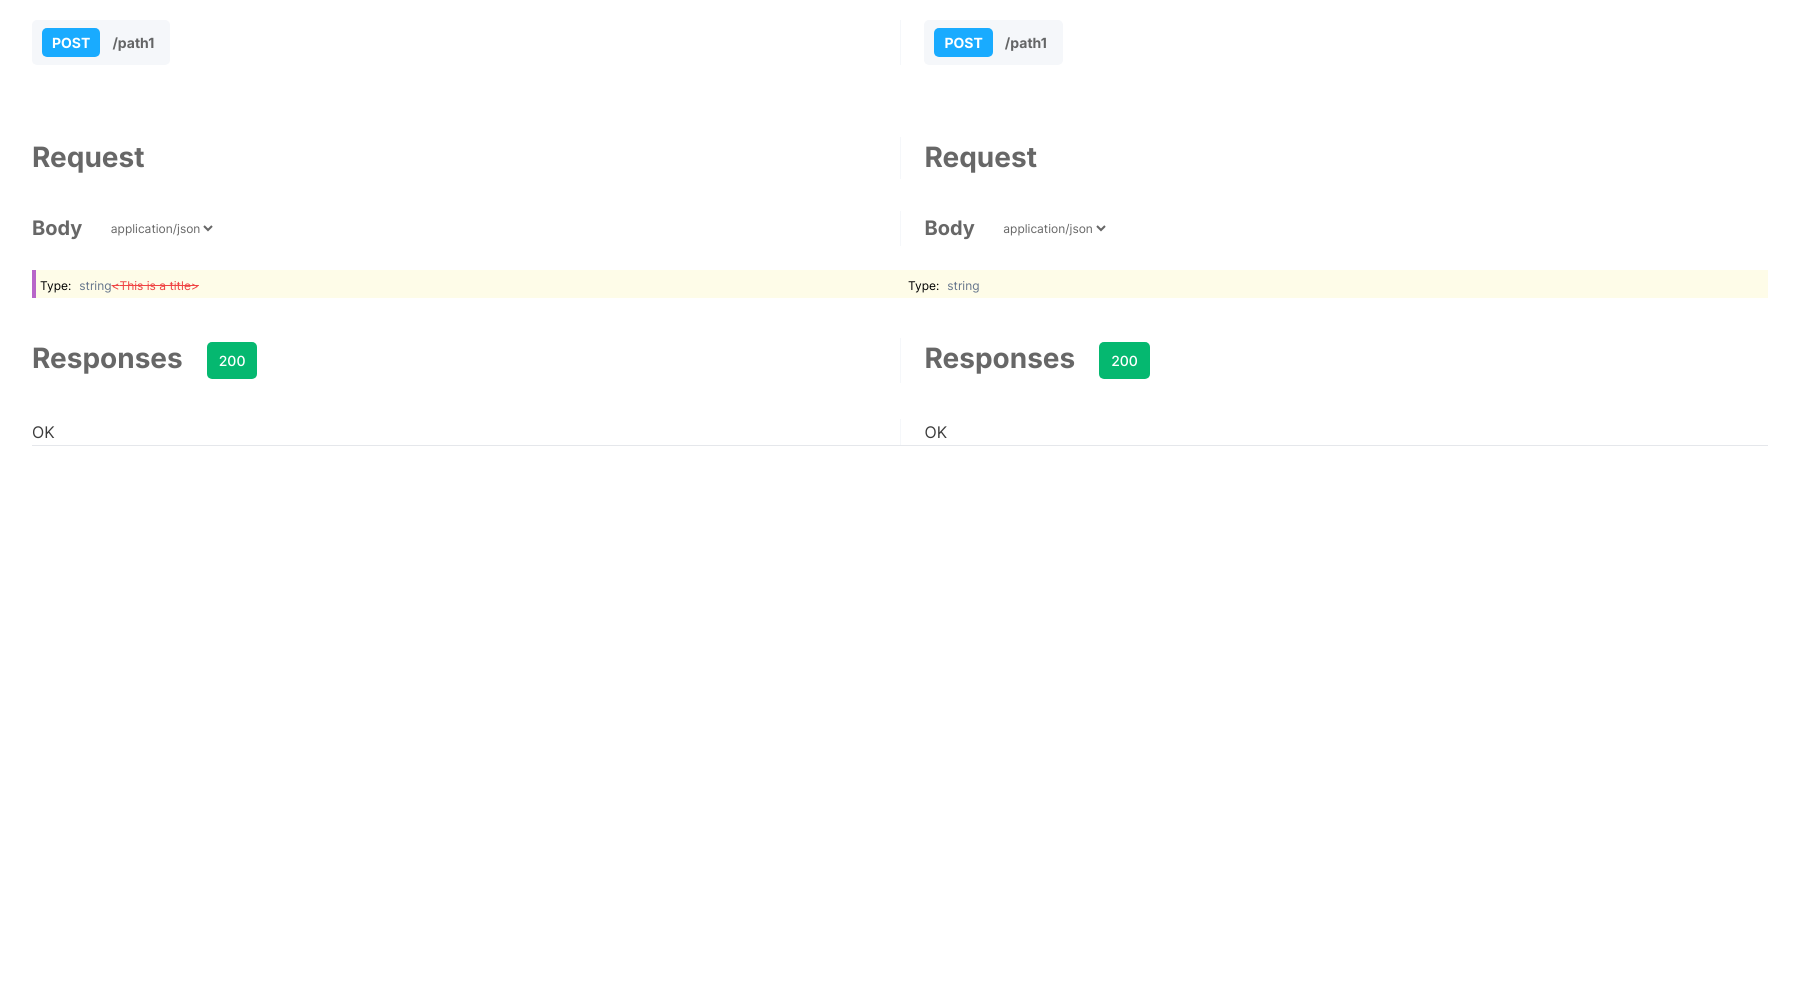 POST /path1 POST /path1
Request Request
Body application/json Body application/json
Type: string<This is a title> Type: string
Responses 200 Responses 200
OK OK